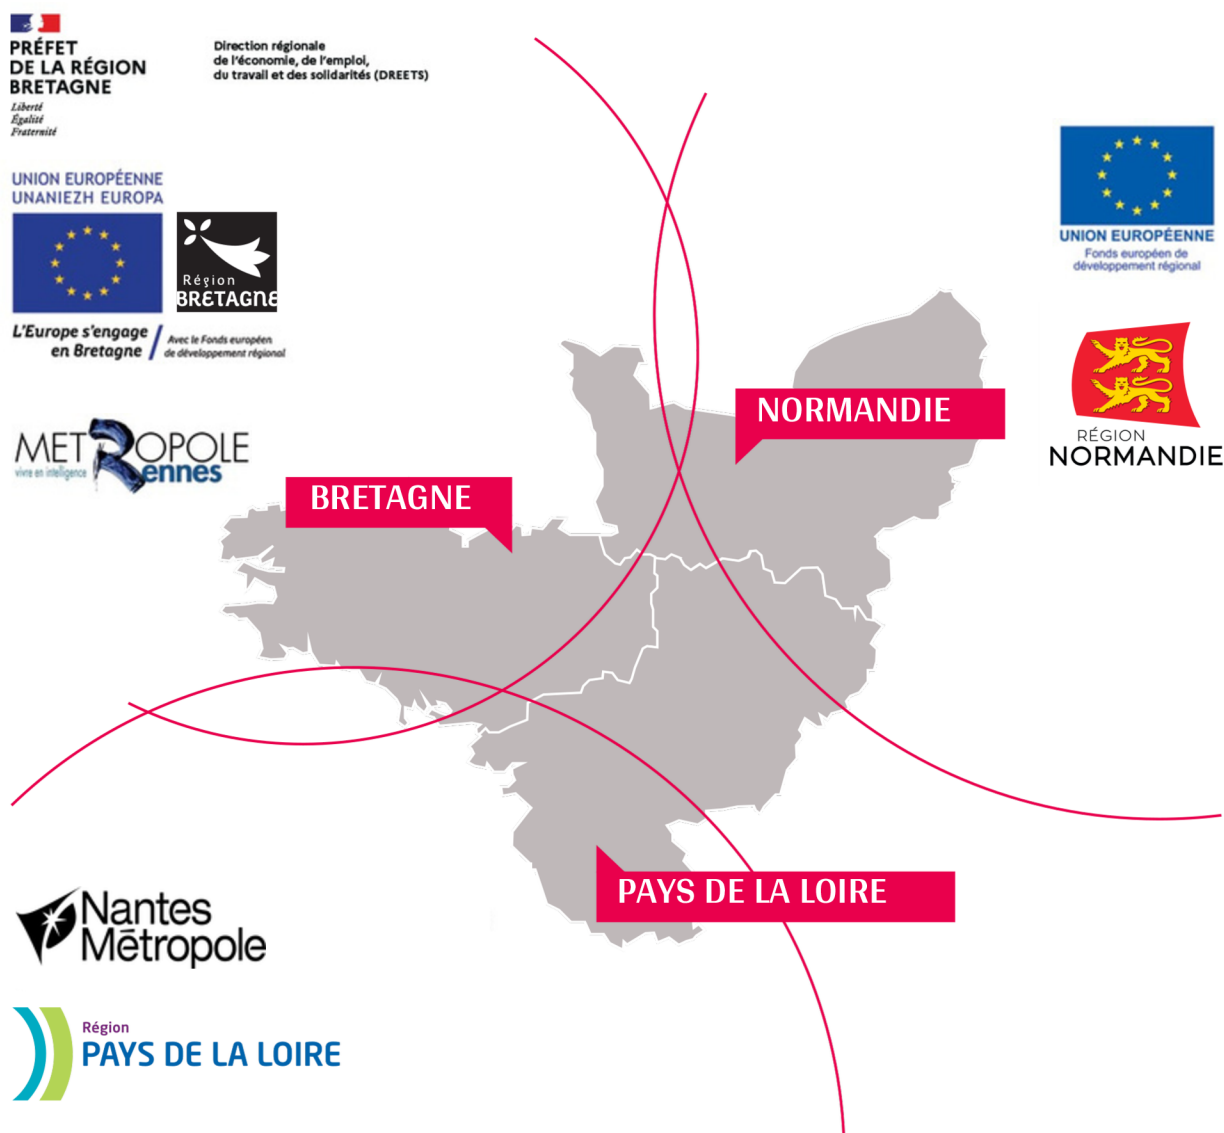 PRÉFET
DE LA RÉGION
BRETAGNE
Liberté
Égalité
Fraternité
Direction régionale
de l'économie, de l'emploi,
du travail et des solidarités (DREETS)
UNION EUROPÉENNE
UNANIEZH EUROPA
Région
BRETAGNE
L'Europe s'engage
en Bretagne
Avec le Fonds européen
de développement régional
METROPOLE
vivre en intelligence
Rennes
UNION EUROPÉENNE
Fonds européen de
développement régional
RÉGION
NORMANDIE
NORMANDIE
BRETAGNE
PAYS DE LA LOIRE
Nantes
Métropole
Région
PAYS DE LA LOIRE